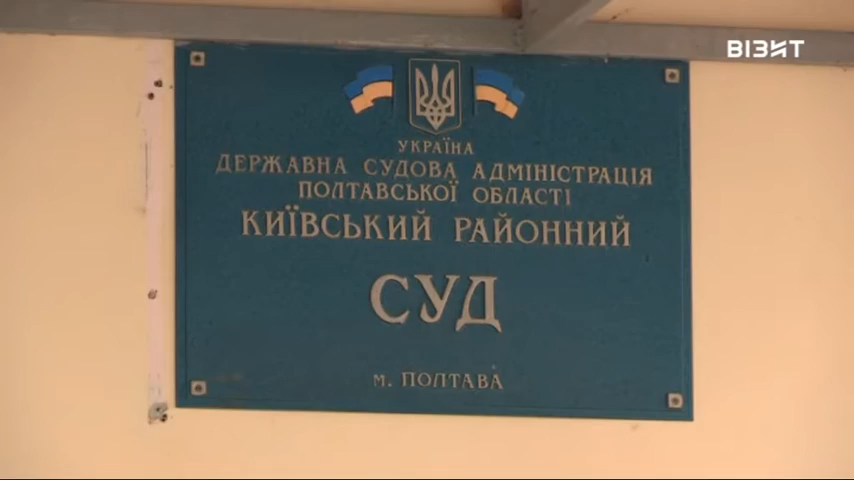 ВІЗИТ
УКРАЇНА
ДЕРЖАВНА СУДОВА АДМІНІСТРАЦІЯ
ПОЛТАВСЬКОЇ ОБЛАСТІ
КИЇВСЬКИЙ РАЙОННИЙ
СУД
м. ПОЛТАВА